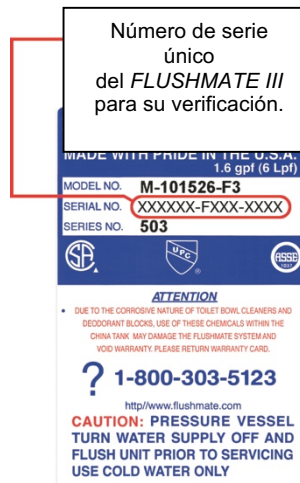 Número de serie
único
del FLUSHMATE III
para su verificación.
MADE WITH PRIDE IN THE U.S.A.
1.6 gpf (6 Lpf)
MODEL NO. M-101526-F3
SERIAL NO. XXXXXX-FXXX-XXXX
SERIES NO. 503
UPC
®
ASSE
ATTENTION
• DUE TO THE CORROSIVE NATURE OF TOILET BOWL CLEANERS AND
DEODORANT BLOCKS, USE OF THESE CHEMICALS WITHIN THE
CHINA TANK MAY DAMAGE THE FLUSHMATE SYSTEM AND
VOID WARRANTY. PLEASE RETURN WARRANTY CARD.
? 1-800-303-5123
http//www.flushmate.com
CAUTION: PRESSURE VESSEL
TURN WATER SUPPLY OFF AND
FLUSH UNIT PRIOR TO SERVICING
USE COLD WATER ONLY